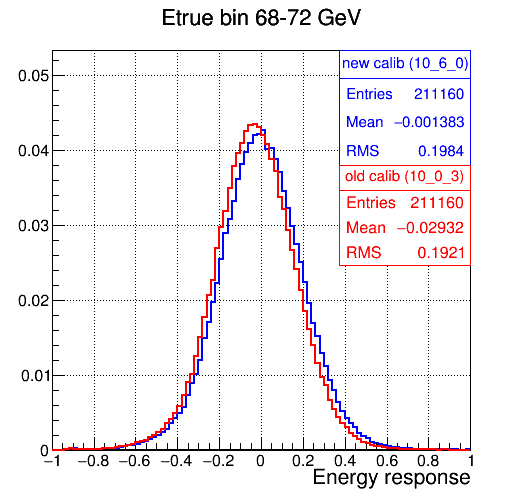 Etrue bin 68-72 GeV
new calib (10_6_0)
Entries 211160
Mean −0.001383
RMS 0.1984
old calib (10_0_3)
Entries 211160
Mean −0.02932
RMS 0.1921
0.05
0.04
0.03
0.02
0.01
0
−1 −0.8 −0.6 −0.4 −0.2 0 0.2 0.4 0.6 0.8 1
Energy response